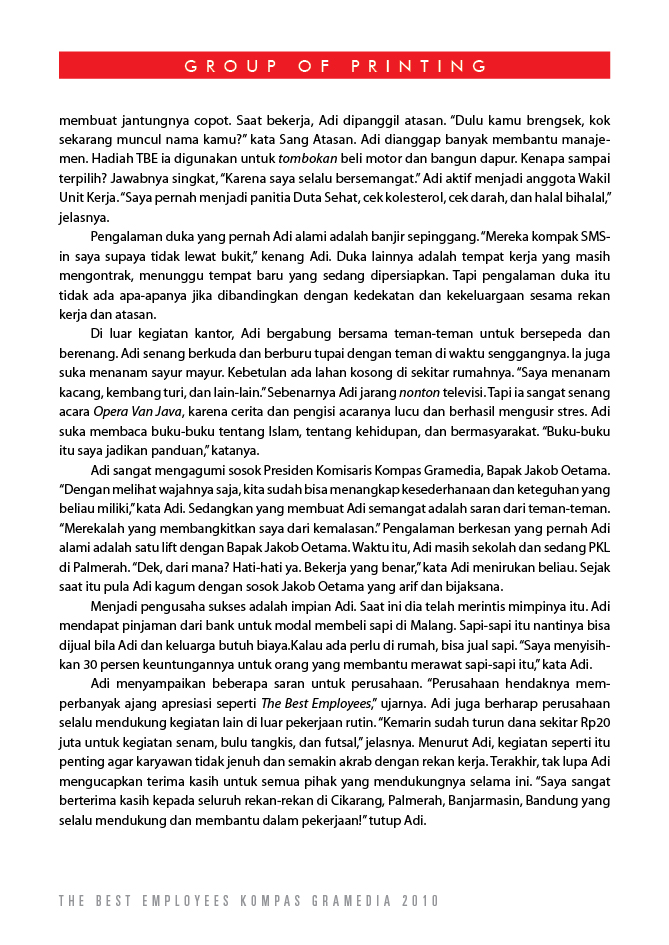 GROUP OF PRINTING
membuat jantungnya copot. Saat bekerja, Adi dipanggil atasan. “Dulu kamu brengsek, kok
sekarang muncul nama kamu?” kata Sang Atasan. Adi dianggap banyak membantu manaje-
men. Hadiah TBE ia digunakan untuk tombokan beli motor dan bangun dapur. Kenapa sampai
terpilih? Jawabnya singkat, “Karena saya selalu bersemangat.” Adi aktif menjadi anggota Wakil
Unit Kerja. “Saya pernah menjadi panitia Duta Sehat, cek kolesterol, cek darah, dan halal bihalal,”
jelasnya.
Pengalaman duka yang pernah Adi alami adalah banjir sepinggang. “Mereka kompak SMS-
in saya supaya tidak lewat bukit,” kenang Adi. Duka lainnya adalah tempat kerja yang masih
mengontrak, menunggu tempat baru yang sedang dipersiapkan. Tapi pengalaman duka itu
tidak ada apa-apanya jika dibandingkan dengan kedekatan dan kekeluargaan sesama rekan
kerja dan atasan.
Di luar kegiatan kantor, Adi bergabung bersama teman-teman untuk bersepeda dan
berenang. Adi senang berkuda dan berburu tupai dengan teman di waktu senggangnya. Ia juga
suka menanam sayur mayur. Kebetulan ada lahan kosong di sekitar rumahnya. “Saya menanam
kacang, kembang turi, dan lain-lain.” Sebenarnya Adi jarang nonton televisi. Tapi ia sangat senang
acara Opera Van Java, karena cerita dan pengisi acaranya lucu dan berhasil mengusir stres. Adi
suka membaca buku-buku tentang Islam, tentang kehidupan, dan bermasyarakat. “Buku-buku
itu saya jadikan panduan,” katanya.
Adi sangat mengagumi sosok Presiden Komisaris Kompas Gramedia, Bapak Jakob Oetama.
“Dengan melihat wajahnya saja, kita sudah bisa menangkap kesederhanaan dan keteguhan yang
beliau miliki,” kata Adi. Sedangkan yang membuat Adi semangat adalah saran dari teman-teman.
“Merekalah yang membangkitkan saya dari kemalasan.” Pengalaman berkesan yang pernah Adi
alami adalah satu lift dengan Bapak Jakob Oetama. Waktu itu, Adi masih sekolah dan sedang PKL
di Palmerah. “Dek, dari mana? Hati-hati ya. Bekerja yang benar,” kata Adi menirukan beliau. Sejak
saat itu pula Adi kagum dengan sosok Jakob Oetama yang arif dan bijaksana.
Menjadi pengusaha sukses adalah impian Adi. Saat ini dia telah merintis mimpinya itu. Adi
mendapat pinjaman dari bank untuk modal membeli sapi di Malang. Sapi-sapi itu nantinya bisa
dijual bila Adi dan keluarga butuh biaya.Kalau ada perlu di rumah, bisa jual sapi. “Saya menyisih-
kan 30 persen keuntungannya untuk orang yang membantu merawat sapi-sapi itu,” kata Adi.
Adi menyampaikan beberapa saran untuk perusahaan. “Perusahaan hendaknya mem-
perbanyak ajang apresiasi seperti The Best Employees,” ujarnya. Adi juga berharap perusahaan
selalu mendukung kegiatan lain di luar pekerjaan rutin. “Kemarin sudah turun dana sekitar Rp20
juta untuk kegiatan senam, bulu tangkis, dan futsal,” jelasnya. Menurut Adi, kegiatan seperti itu
penting agar karyawan tidak jenuh dan semakin akrab dengan rekan kerja. Terakhir, tak lupa Adi
mengucapkan terima kasih untuk semua pihak yang mendukungnya selama ini. “Saya sangat
berterima kasih kepada seluruh rekan-rekan di Cikarang, Palmerah, Banjarmasin, Bandung yang
selalu mendukung dan membantu dalam pekerjaan!” tutup Adi.
THE BEST EMPLOYEES KOMPAS GRAMEDIA 2010